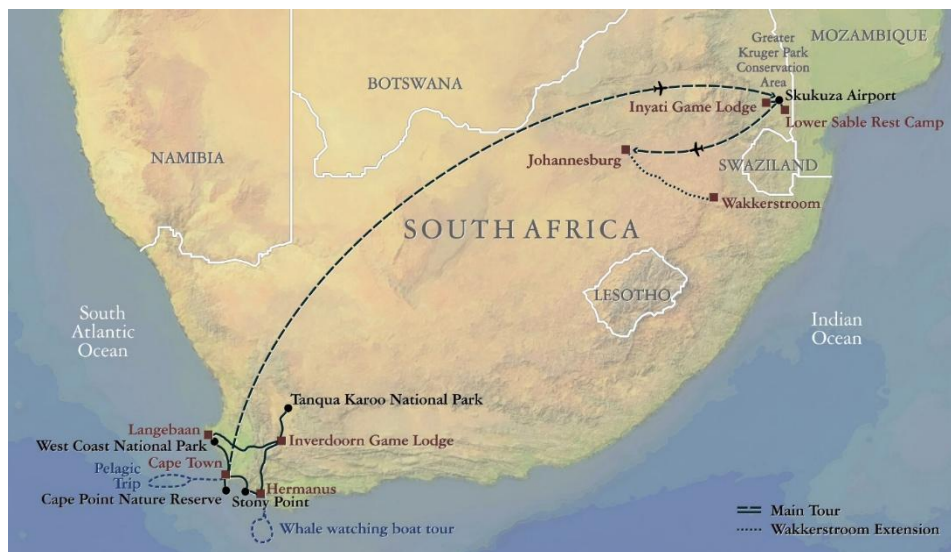 Greater
Kruger Park
Conservation
Area
MOZAMBIQUE
BOTSWANA
Skukuza Airport
Inyati Game Lodge
Lower Sable Rest Camp
NAMIBIA
Johannesburg
SWAZILAND
Wakkerstroom
SOUTH AFRICA
LESOTHO
South
Atlantic
Ocean
Indian
Ocean
Tanqua Karoo National Park
Langebaan
West Coast National Park
Inverdoorn Game Lodge
Cape Town
Pelagic
Trip
Hermanus
Cape Point Nature Reserve
Stony Point
Whale watching boat tour
Main Tour
Wakkerstroom Extension